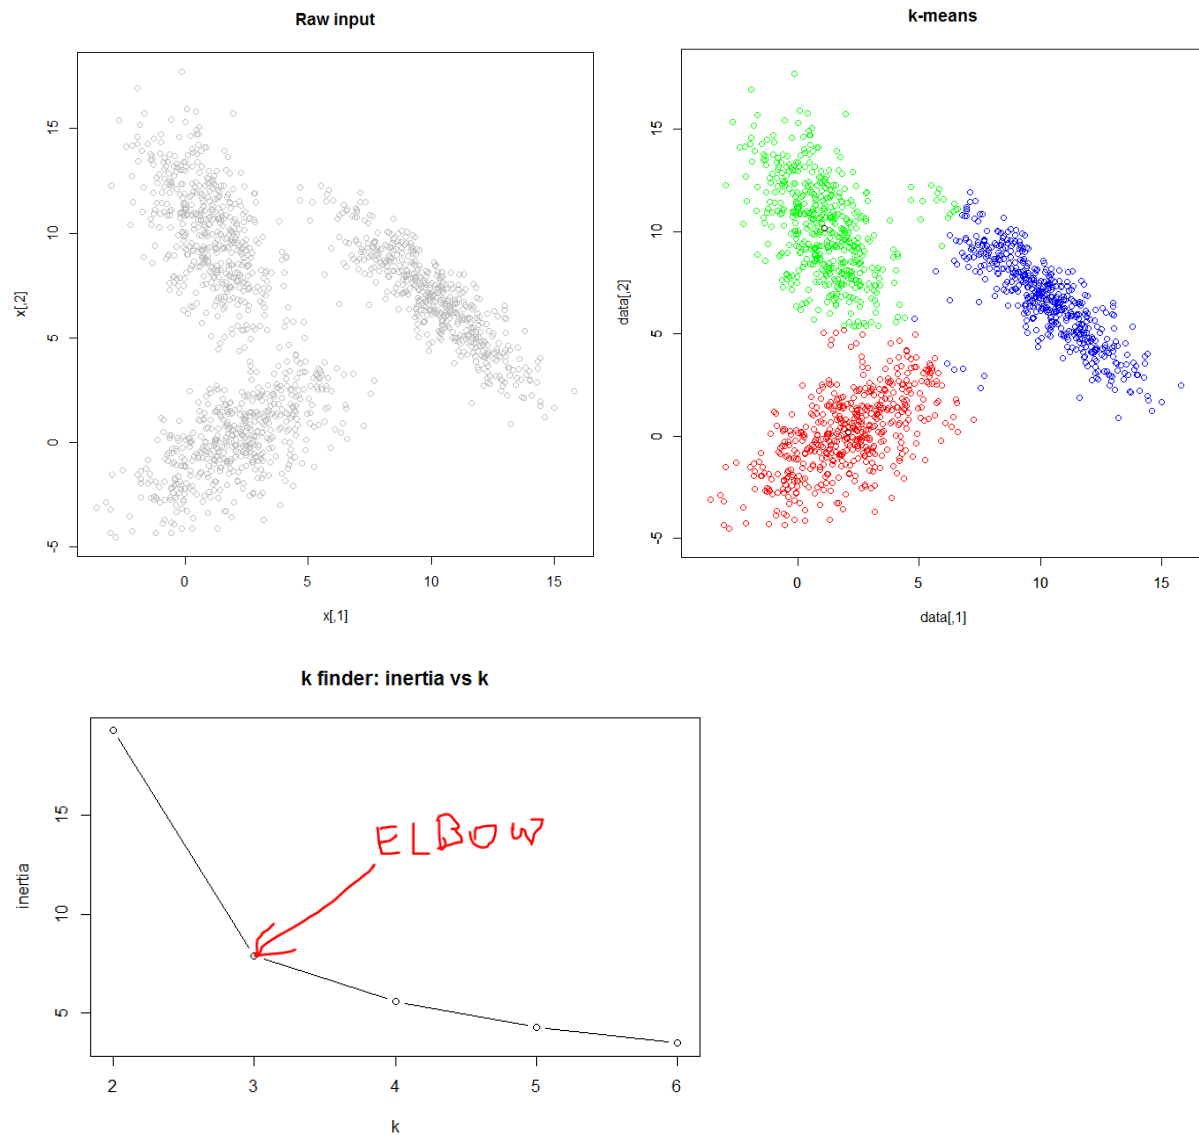 Raw input
k-means
15
10
5
0
-5
x[,2]
0 5 10 15
x[,1]
15
10
5
0
-5
data[,2]
0 5 10 15
data[,1]
k finder: inertia vs k
15
10
5
inertia
ELBOW
2 3 4 5 6
k